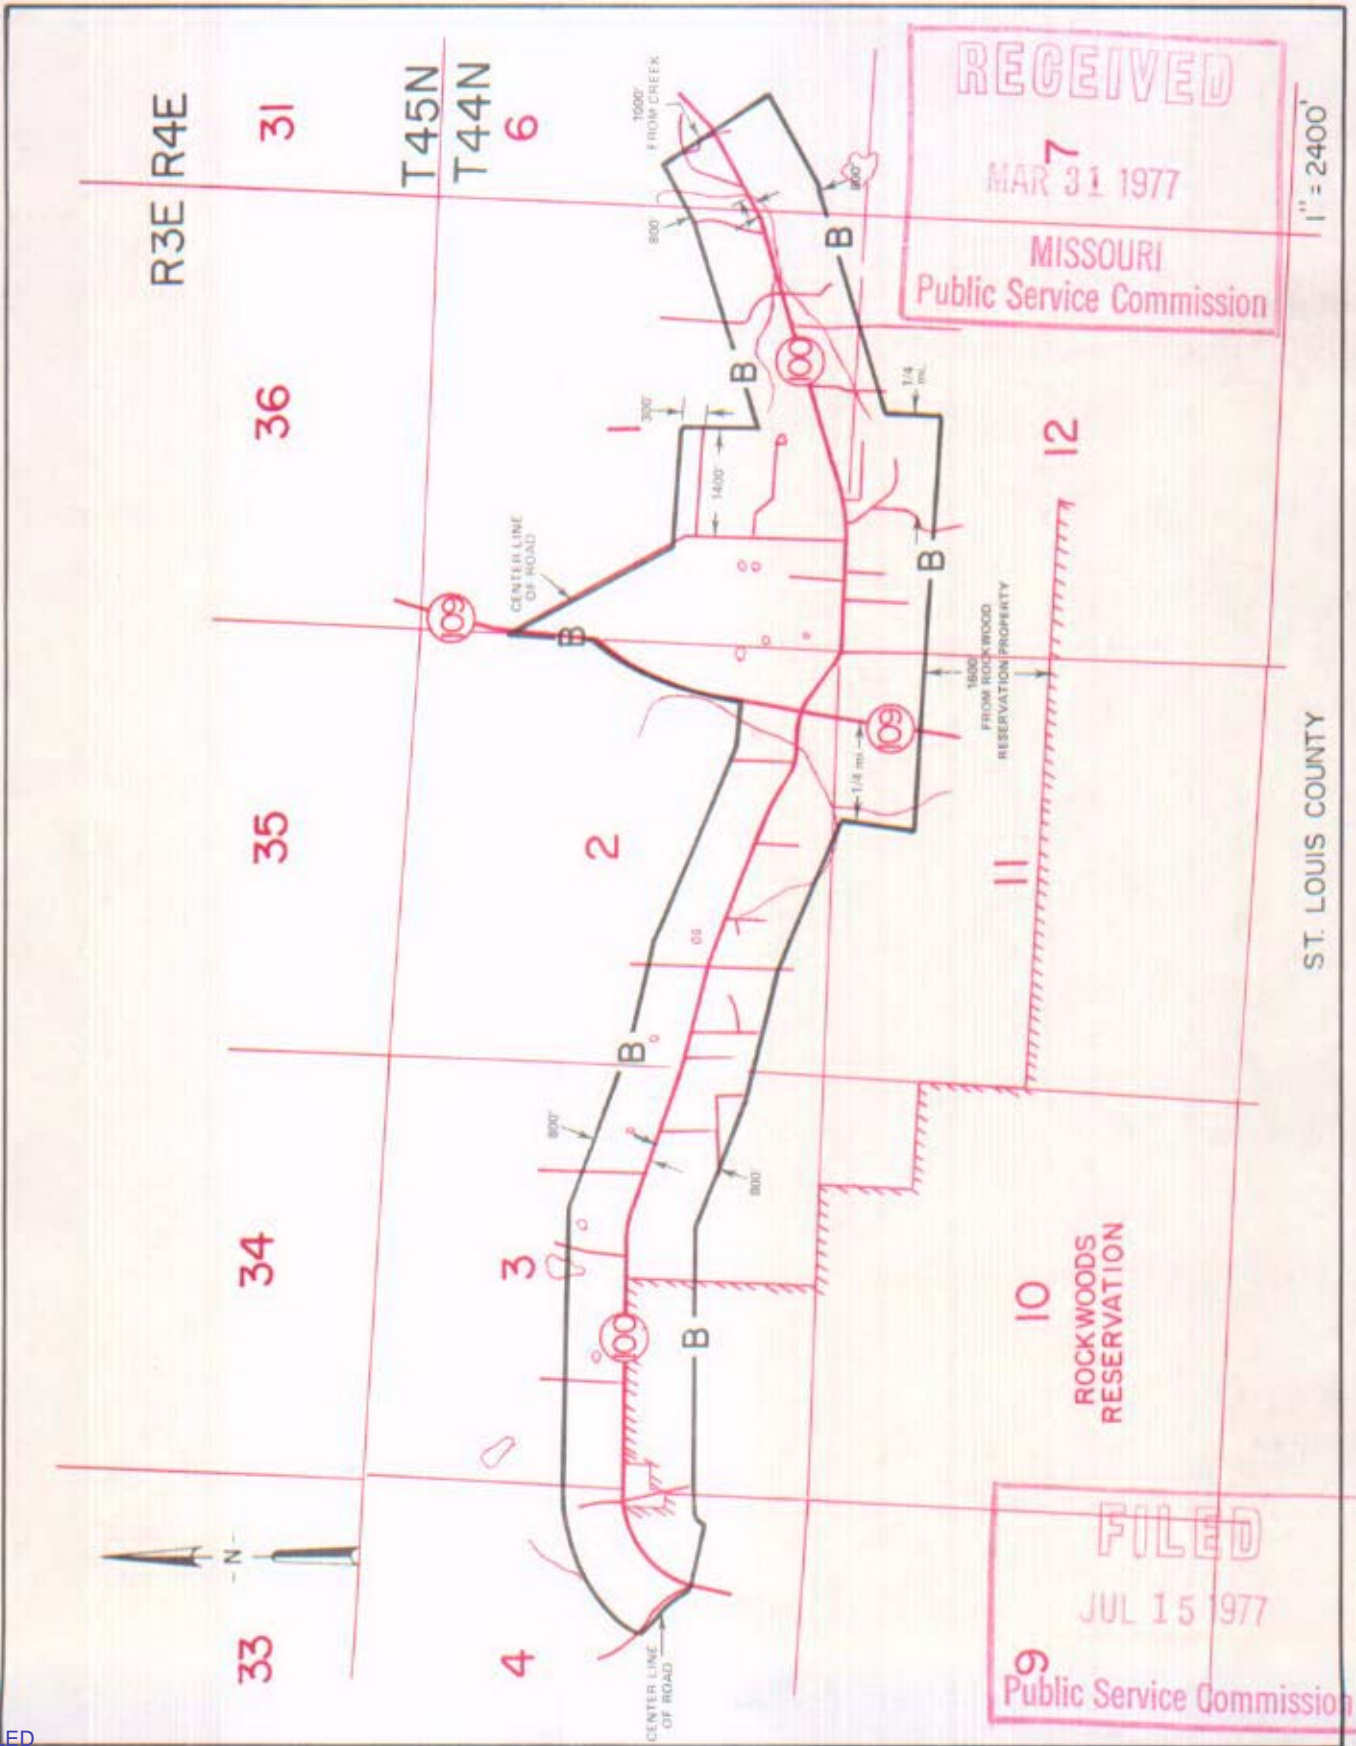 R3E R4E
33
34
35
36
31
T45N
T44N
- N -
4
3
2
1
6
CENTER LINE
OF ROAD
109
300'
1400'
1000'
FROM CREEK
800'
800'
B
B
B
100
100
800'
B
800'
B
B
109
1/4 mi.
1/4
mi.
CENTER LINE
OF ROAD
1600'
FROM ROCKWOOD
RESERVATION PROPERTY
9
10
11
12
7
ROCKWOODS
RESERVATION
RECEIVED
MAR 31 1977
MISSOURI
Public Service Commission
FILED
JUL 15 1977
Public Service Commission
ST. LOUIS COUNTY
1" = 2400'
ED